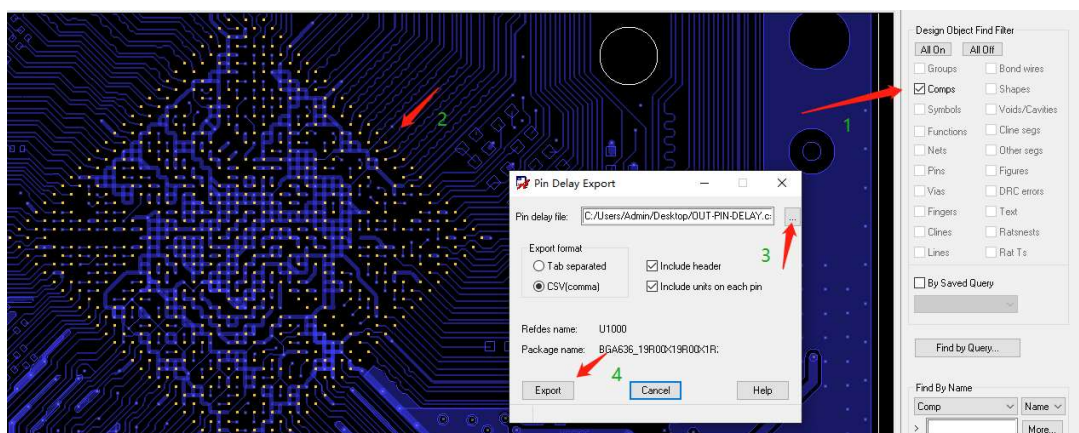 Design Object Find Filter
All On All Off
Groups Bond wires
Comps Shapes
Symbols Voids/Cavities
Functions Cline segs
Nets Other segs
Pins Figures
Vias DRC errors
Fingers Text
Clines Ratsnests
Lines Rat Ts
By Saved Query
Find by Query...
Find By Name
Comp Name
> More...
1
2
Pin Delay Export
Pin delay file: C:/Users/Admin/Desktop/OUT-PIN-DELAY.c: ...
3
Export format
Tab separated Include header
CSV(comma) Include units on each pin
Refdes name: U1000
Package name: BGA636_19R00X19R00X1R:
4
Export Cancel Help